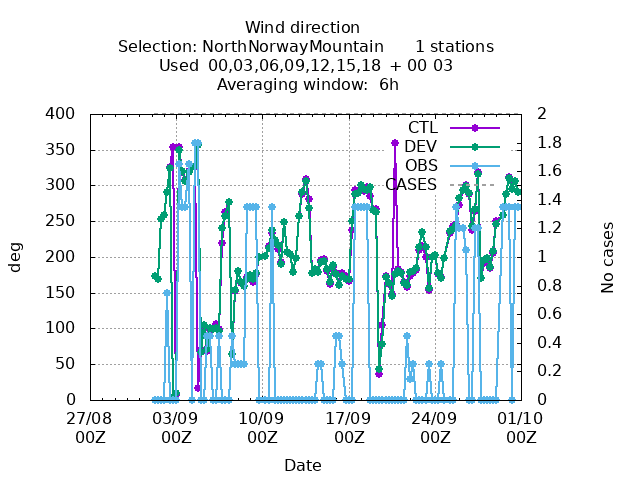 Wind direction
Selection: NorthNorwayMountain 1 stations
Used 00,03,06,09,12,15,18 + 00 03
Averaging window: 6h
400 2
350 1.8
300 1.6
250 1.4
200 1.2
150 1
100 0.8
50 0.6
0 0.4
0.2
0
CTL
DEV
OBS
CASES
deg
No cases
27/08 03/09 10/09 17/09 24/09 01/10
00Z 00Z 00Z 00Z 00Z 00Z
Date